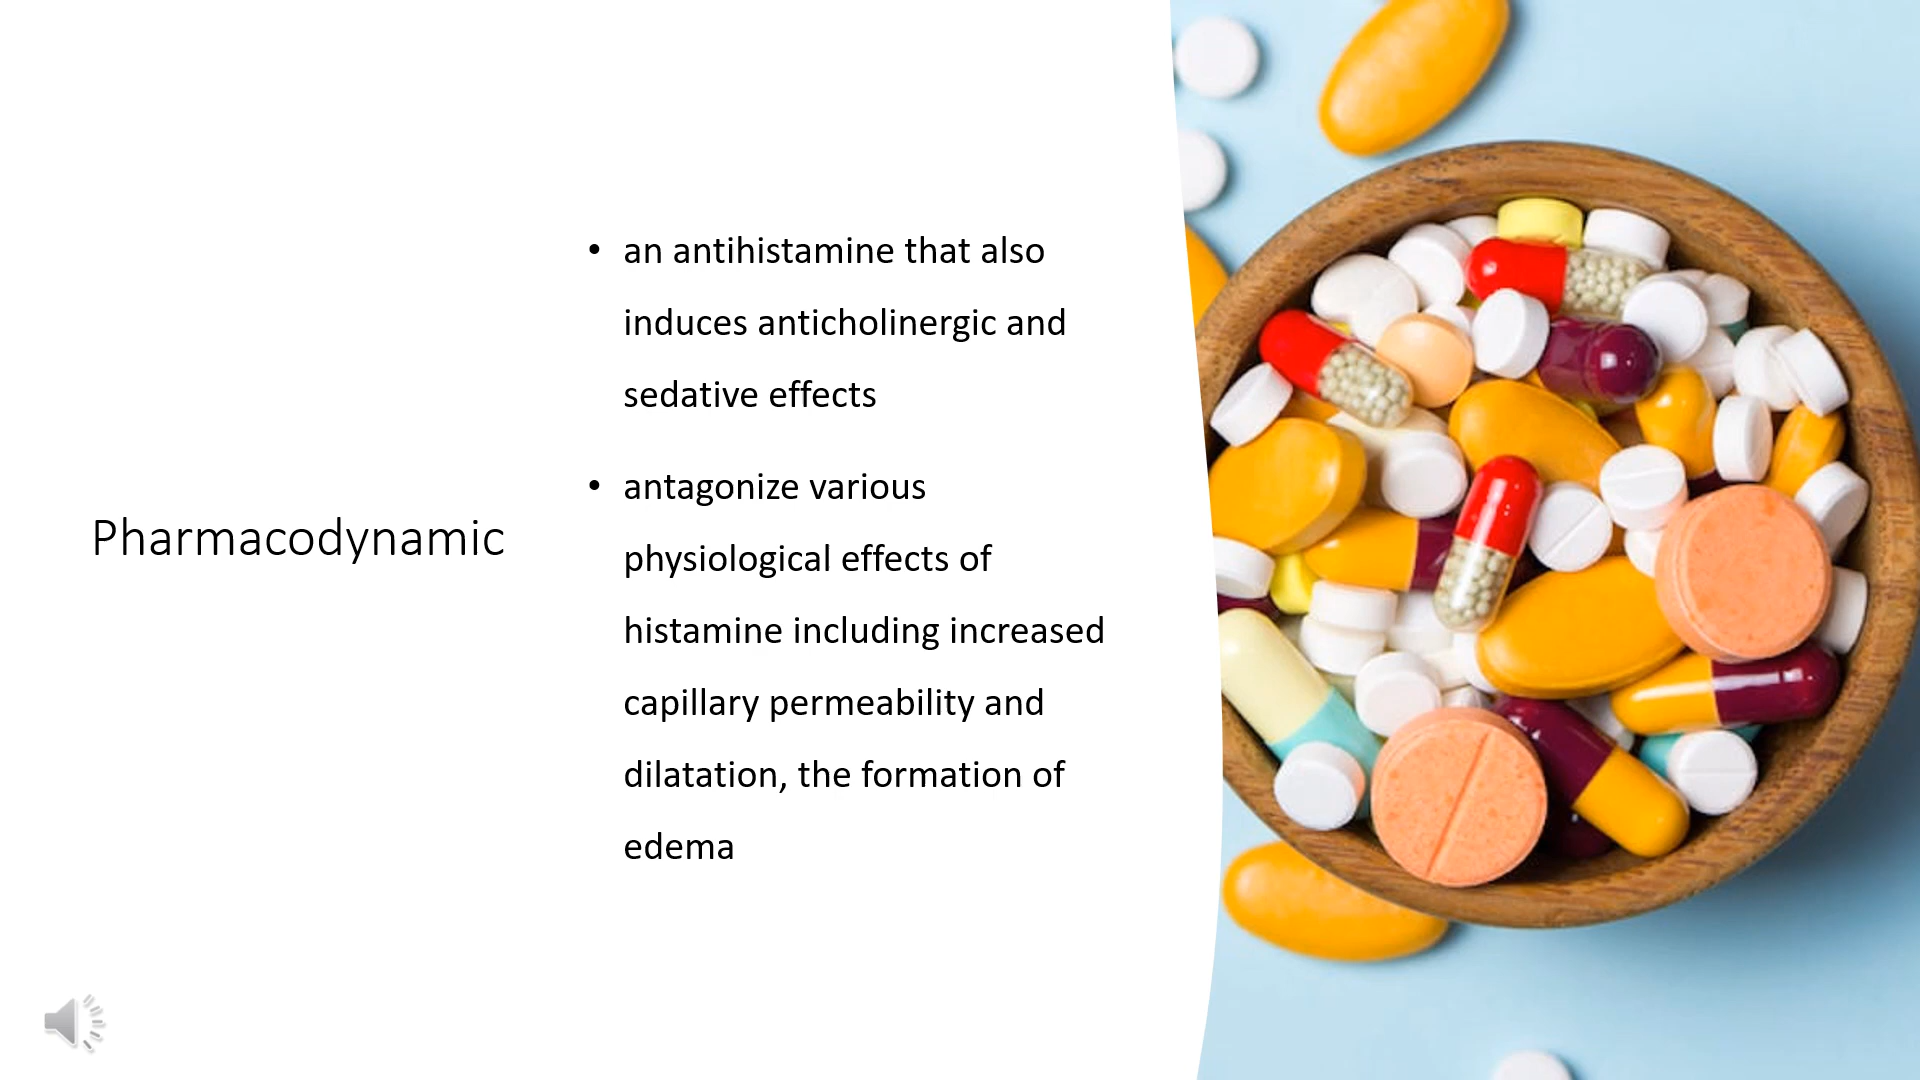 Pharmacodynamic
• an antihistamine that also
induces anticholinergic and
sedative effects
• antagonize various
physiological effects of
histamine including increased
capillary permeability and
dilatation, the formation of
edema